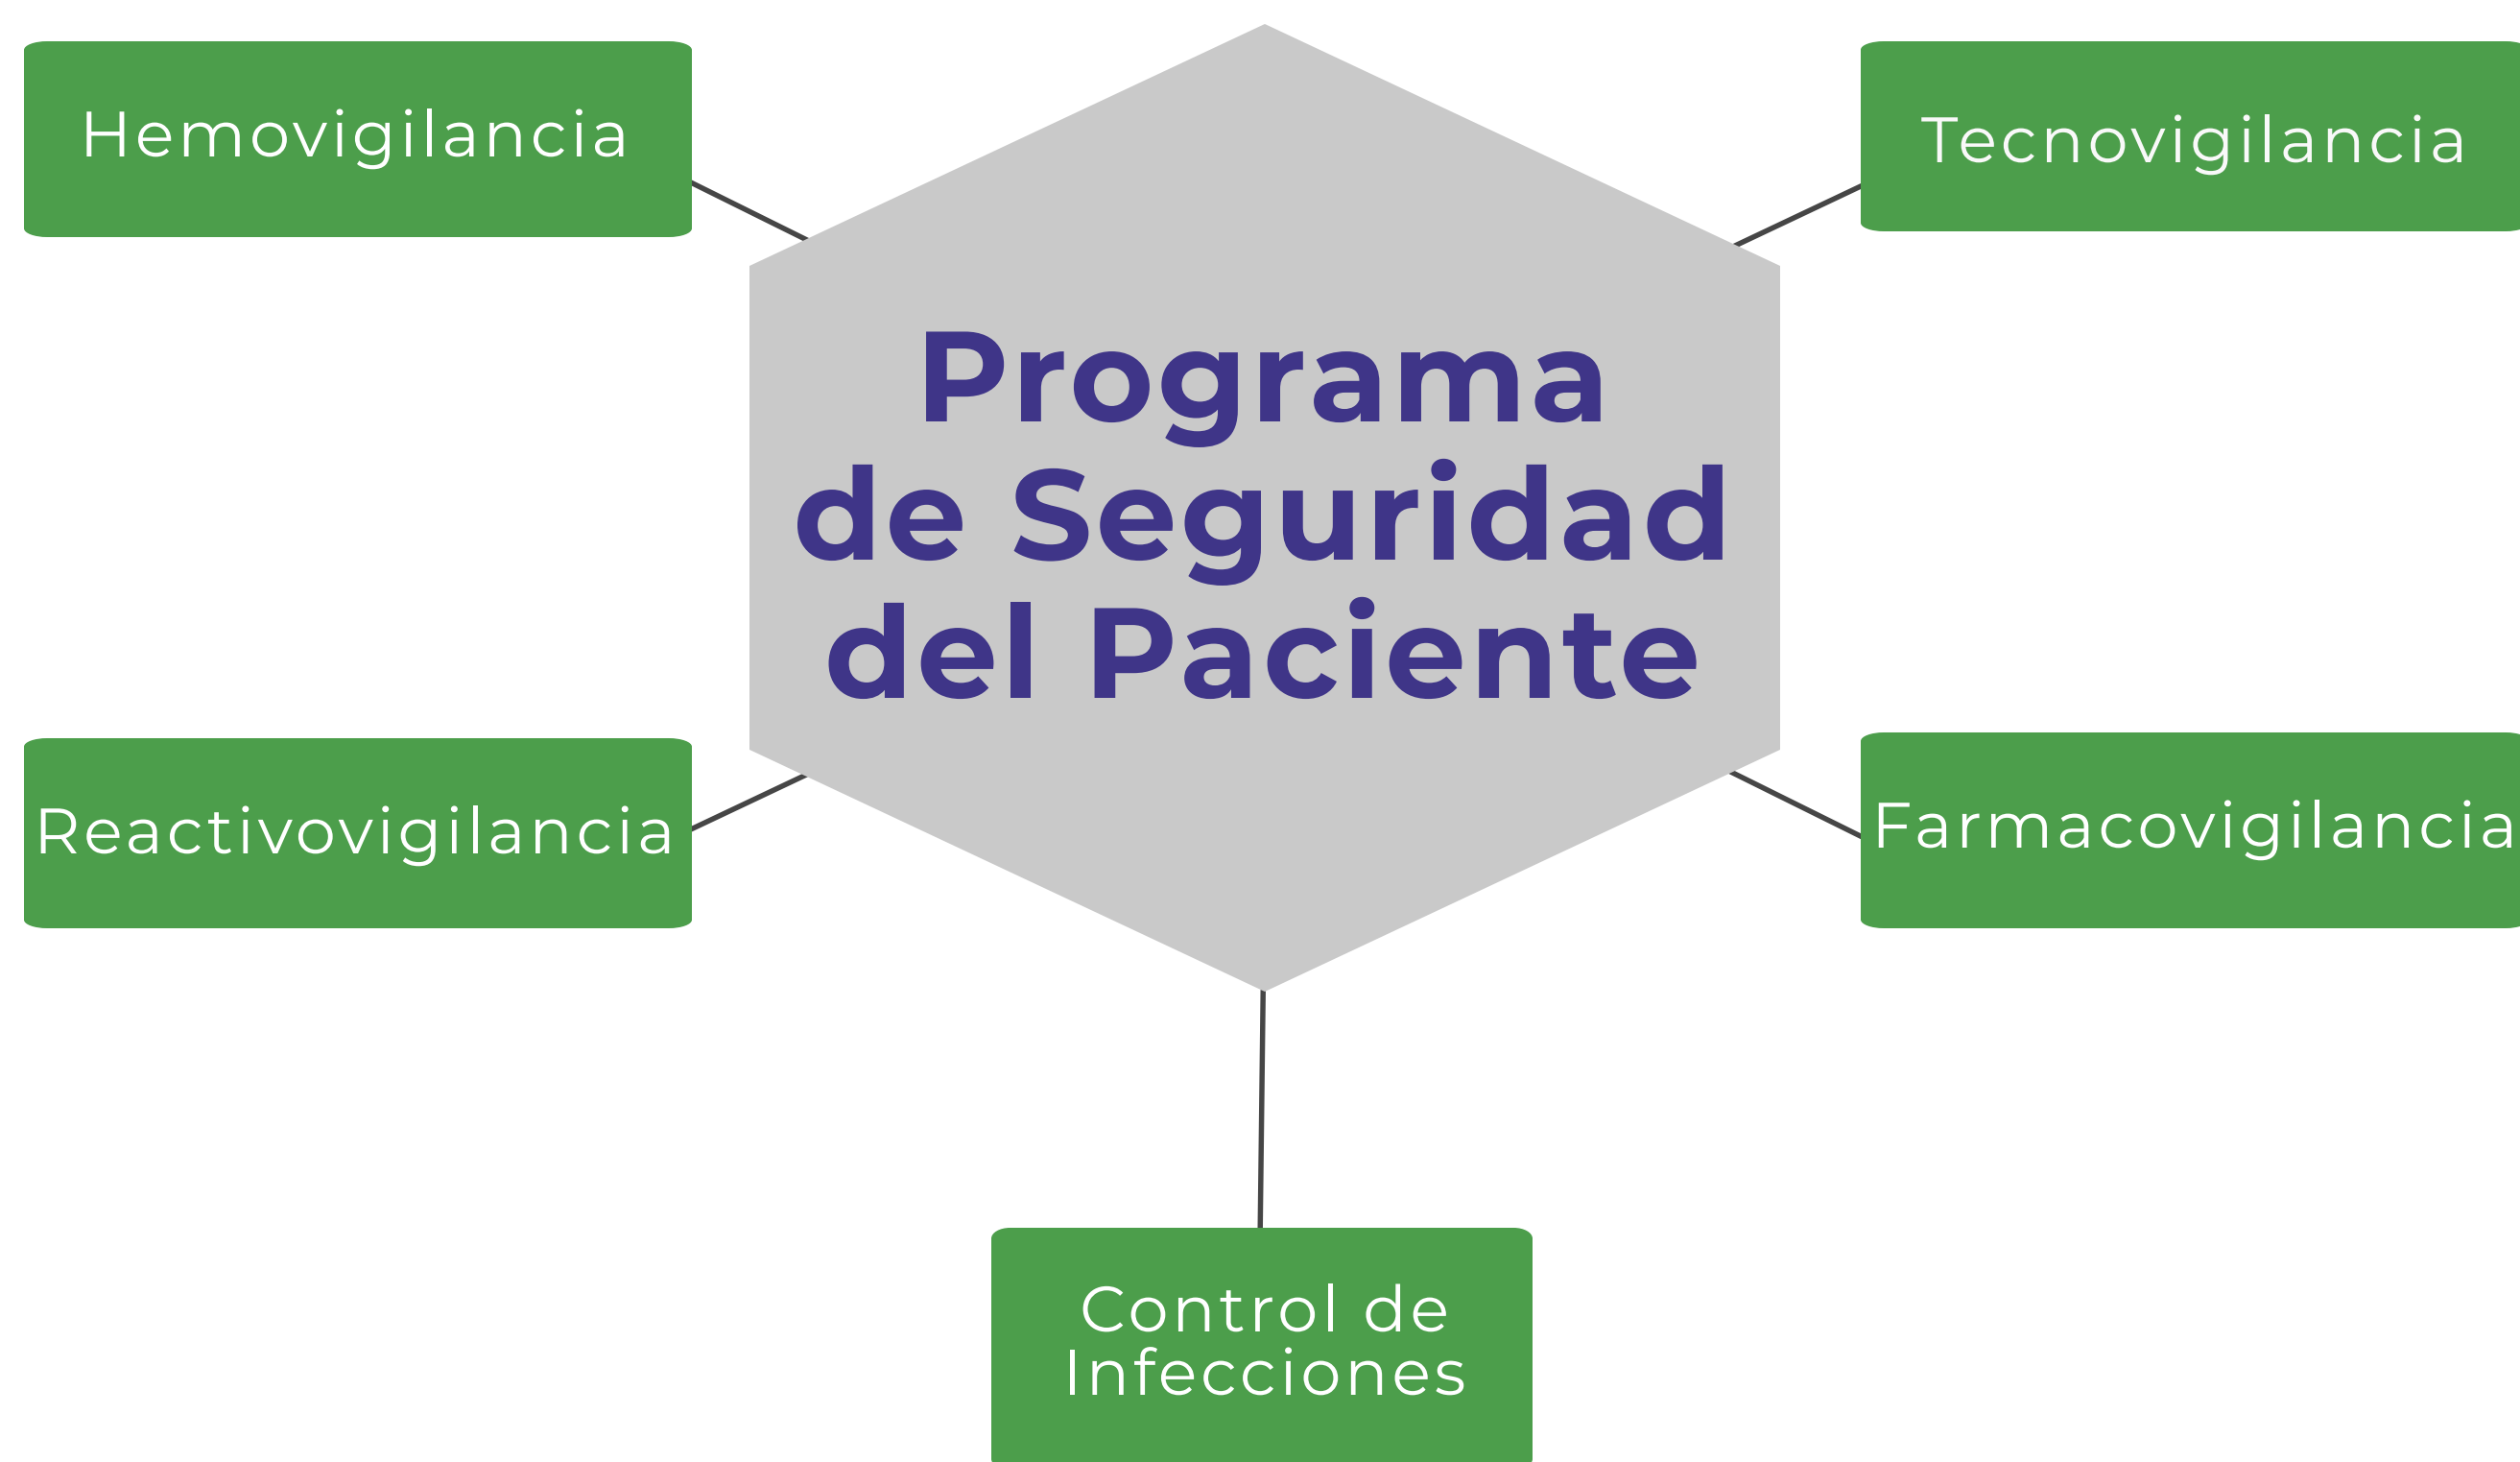 Hemovigilancia
Tecnovigilancia
Programa
de Seguridad
del Paciente
Reactivovigilancia
Farmacovigilancia
Control de
Infecciones